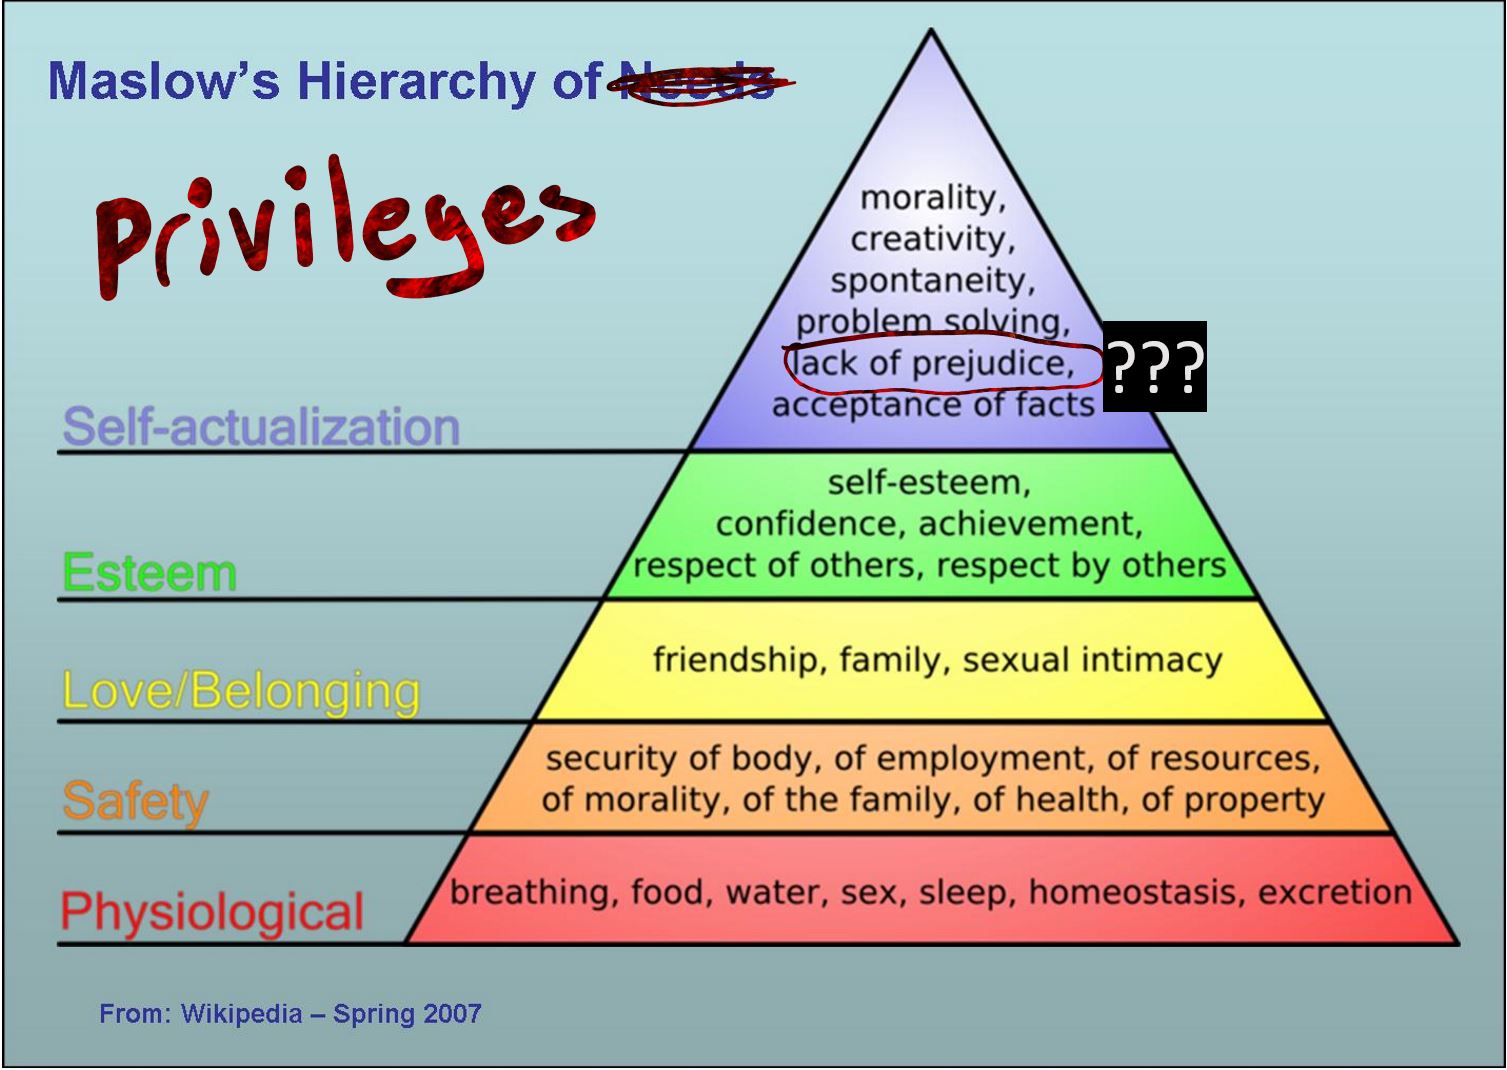 Maslow's Hierarchy of Needs
privileges
morality,
creativity,
spontaneity,
problem solving,
lack of prejudice,
???
acceptance of facts
Self-actualization
self-esteem,
confidence, achievement,
respect of others, respect by others
Esteem
friendship, family, sexual intimacy
Love/Belonging
security of body, of employment, of resources,
of morality, of the family, of health, of property
Safety
breathing, food, water, sex, sleep, homeostasis, excretion
Physiological
From: Wikipedia – Spring 2007